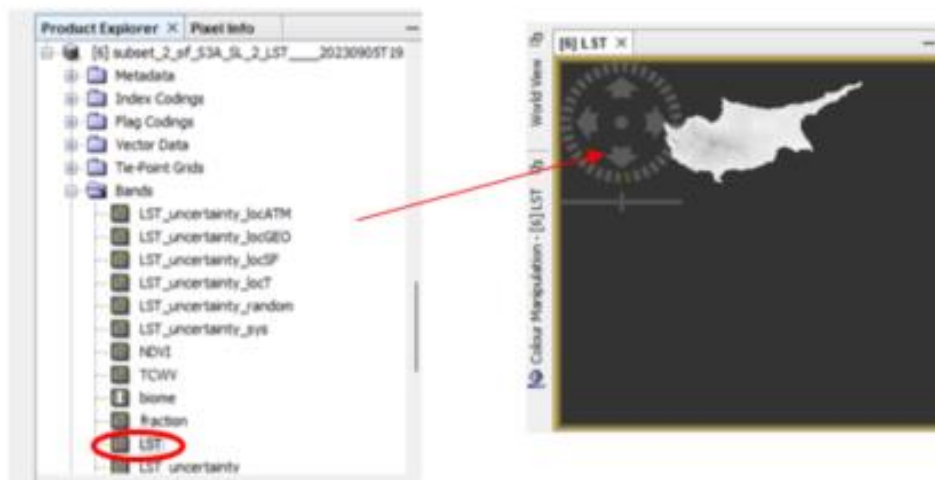 Product Explorer × Pixel Info
[6] subset_2_of_S3A_SL_2_LST____20230905T19
Metadata
Index Codings
Flag Codings
Vector Data
Tie-Point Grids
Bands
LST_uncertainty_locATM
LST_uncertainty_locGEO
LST_uncertainty_locSF
LST_uncertainty_locT
LST_uncertainty_random
LST_uncertainty_sys
NDVI
TCWV
biome
fraction
LST
LST_uncertainty
[6] LST ×
World View
Colour Manipulation - [6] LST